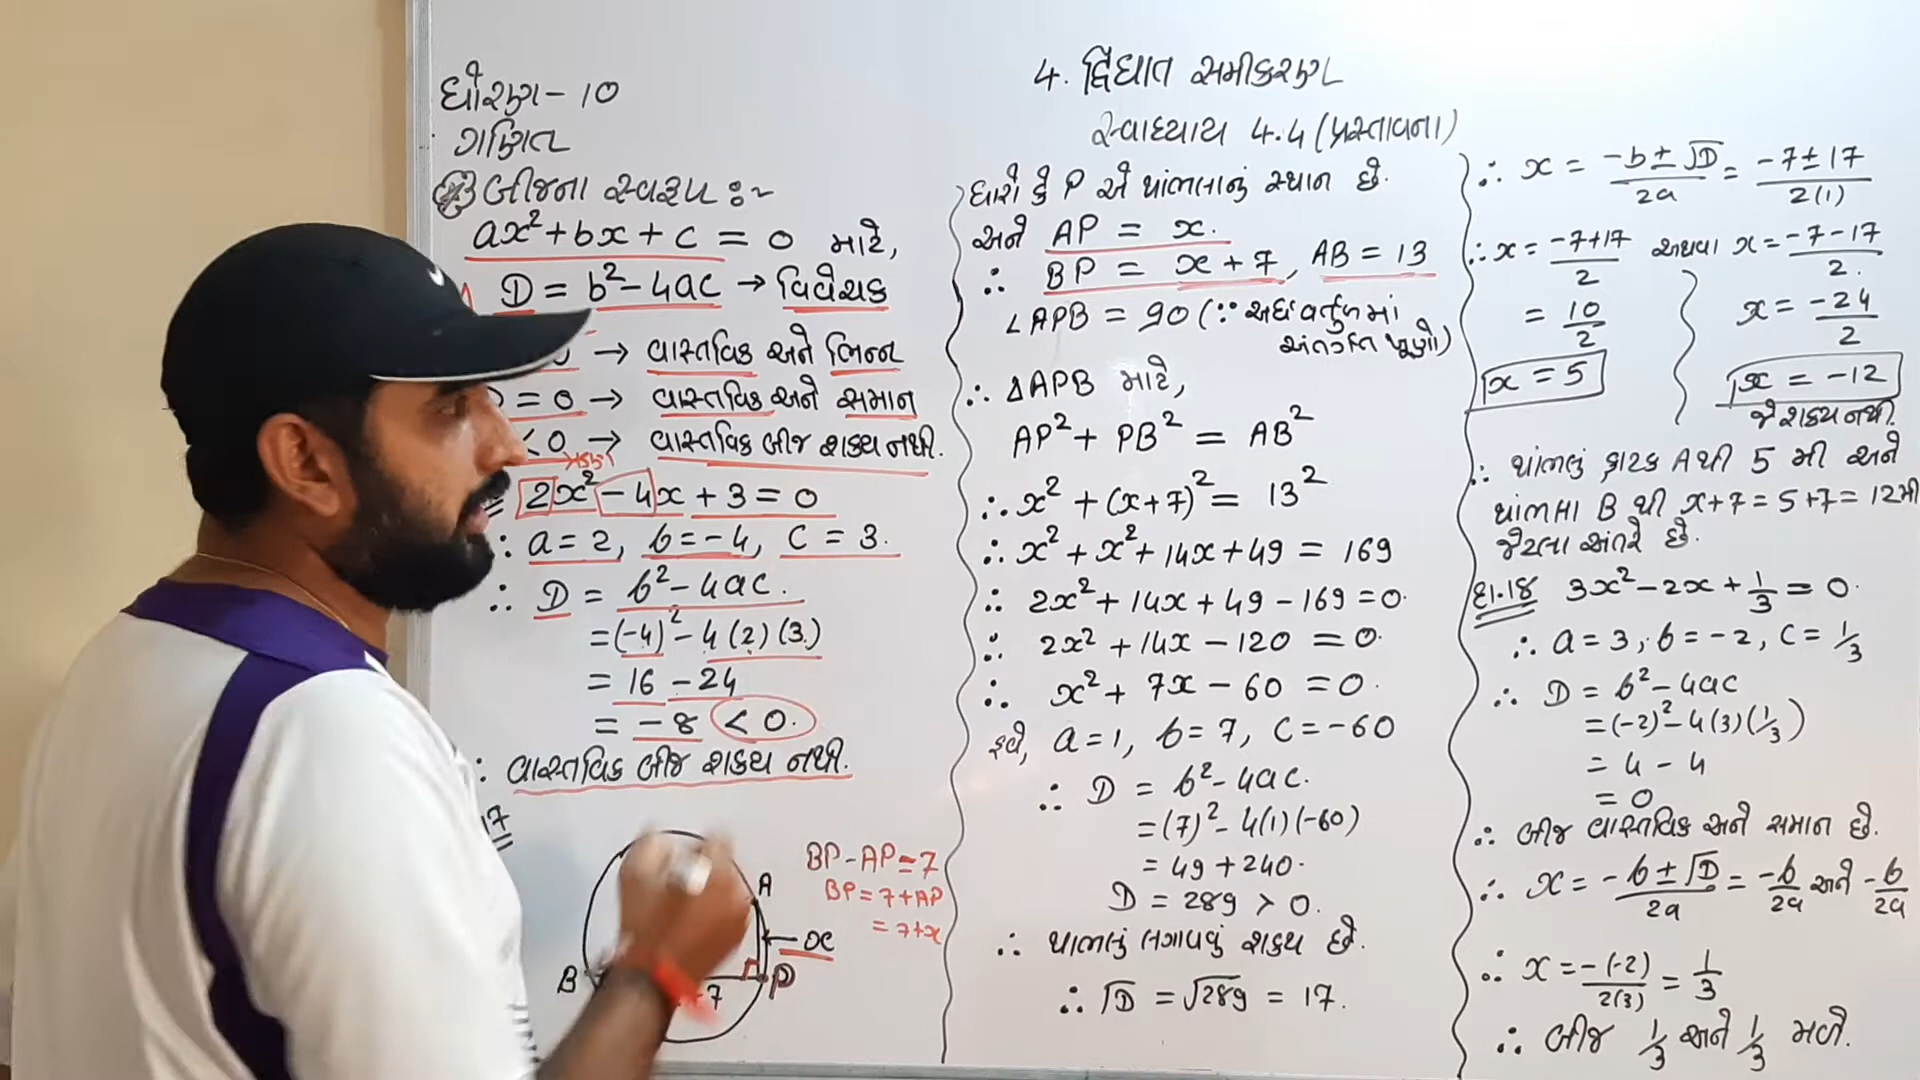 ધોરણ - 10
ગણિત
4. દ્વિઘાત સમીકરણ
સ્વાધ્યાય 4.4 (પ્રસ્તાવના)
બીજના સ્વરૂપ :~
ax² + bx + c = 0 માટે,
D = b² - 4ac → વિવેચક
→ વાસ્તવિક અને ભિન્ન
= 0 → વાસ્તવિક અને સમાન
< 0 → વાસ્તવિક બીજ શક્ય નથી.
2x² - 4x + 3 = 0
∴ a = 2, b = -4, c = 3.
∴ D = b² - 4ac.
= (-4)² - 4(2)(3)
= 16 - 24
= -8 < 0.
∴ વાસ્તવિક બીજ શક્ય નથી.
17
BP - AP = 7
BP = 7 + AP
= 7 + x
A
x
B
P
7
ધારો કે P એ થાંભલાનું સ્થાન છે.
અને AP = x.
∴ BP = x + 7, AB = 13
∠APB = 90 (∵ અર્ધવર્તુળમાં
અંતર્ગત ખૂણો)
∴ △APB માટે,
AP² + PB² = AB²
∴ x² + (x+7)² = 13²
∴ x² + x² + 14x + 49 = 169
∴ 2x² + 14x + 49 - 169 = 0.
∴ 2x² + 14x - 120 = 0.
∴ x² + 7x - 60 = 0.
હવે, a = 1, b = 7, c = -60
∴ D = b² - 4ac.
= (7)² - 4(1)(-60)
= 49 + 240.
D = 289 > 0.
∴ થાંભલું લગાવવું શક્ય છે.
∴ √D = √289 = 17.
∴ x = -b ± √D / 2a = -7 ± 17 / 2(1)
∴ x = -7+17 / 2 અથવા x = -7-17 / 2.
= 10 / 2 x = -24 / 2
x = 5 x = -12
જે શક્ય નથી.
∴ થાંભલું ફાટક A થી 5 મી અને
થાંભલા B થી x+7 = 5+7 = 12મી
જેટલા અંતરે છે.
દા.18 3x² - 2x + 1/3 = 0.
∴ a = 3, b = -2, c = 1/3
∴ D = b² - 4ac
= (-2)² - 4(3)(1/3)
= 4 - 4
= 0
∴ બીજ વાસ્તવિક અને સમાન છે.
∴ x = -b ± √D / 2a = -b / 2a અને -b / 2a
∴ x = -(-2) / 2(3) = 1/3
∴ બીજ 1/3 અને 1/3 મળે.